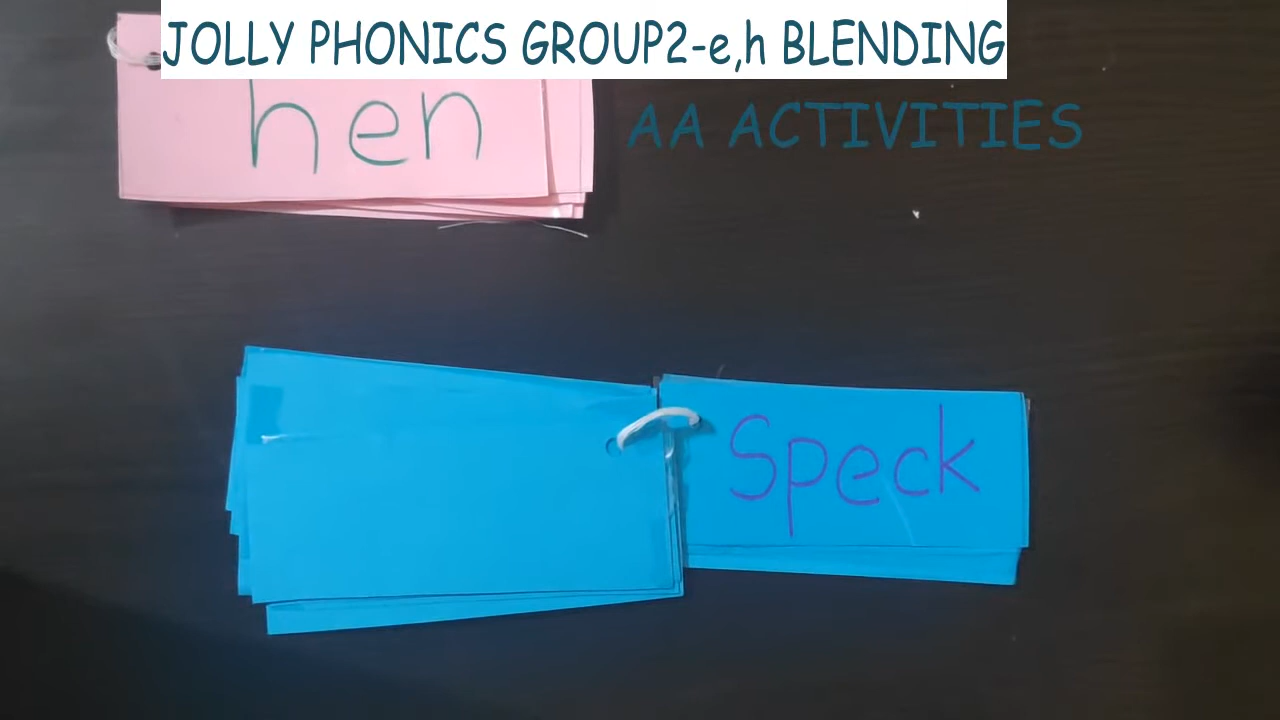 JOLLY PHONICS GROUP2-e,h BLENDING
hen
AA ACTIVITIES
Speck